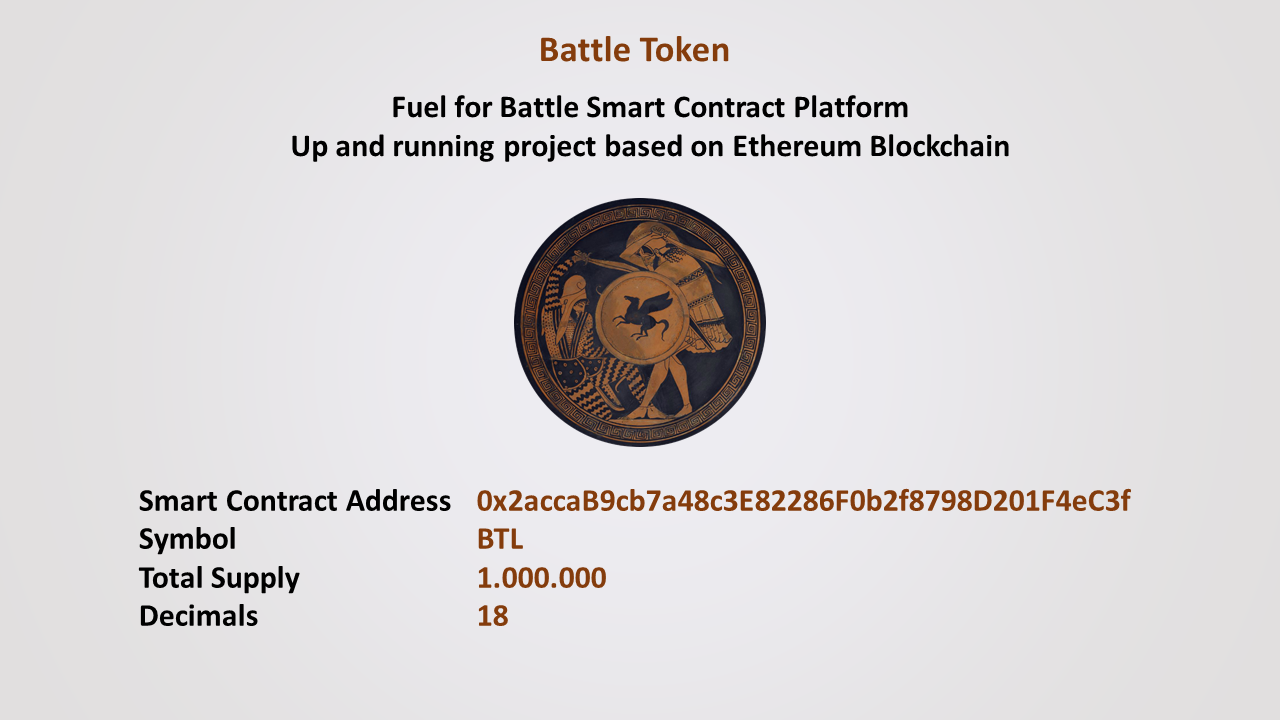 Battle Token
Fuel for Battle Smart Contract Platform
Up and running project based on Ethereum Blockchain
Smart Contract Address 0x2accaB9cb7a48c3E82286F0b2f8798D201F4eC3f
Symbol BTL
Total Supply 1.000.000
Decimals 18